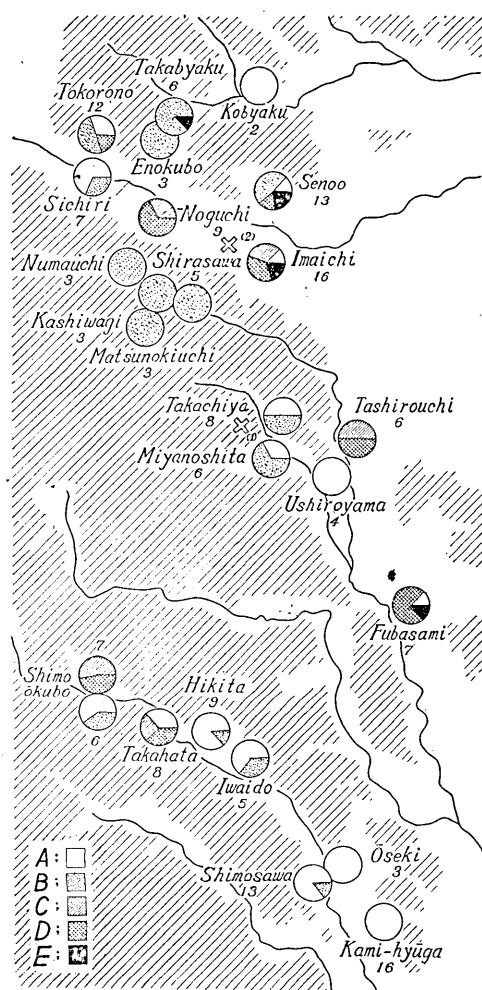 Takabyaku
6
Tokorono
12
Kobyaku
2
Enokubo
3
Senoo
13
Sichiri
7
Noguchi
9
(2)
Numauchi
3
Shirasawa
5
Imaichi
16
Kashiwagi
3
Matsunokiuchi
3
Takachiya
8
(1)
Tashirouchi
6
Miyanoshita
6
Ushiroyama
4
Fubasami
7
7
Shimo
ōkubo
6
Hikita
9
Takahata
8
Iwaido
5
Shimosawa
13
Ōseki
3
Kami-hyūga
16
A:
B:
C:
D:
E: